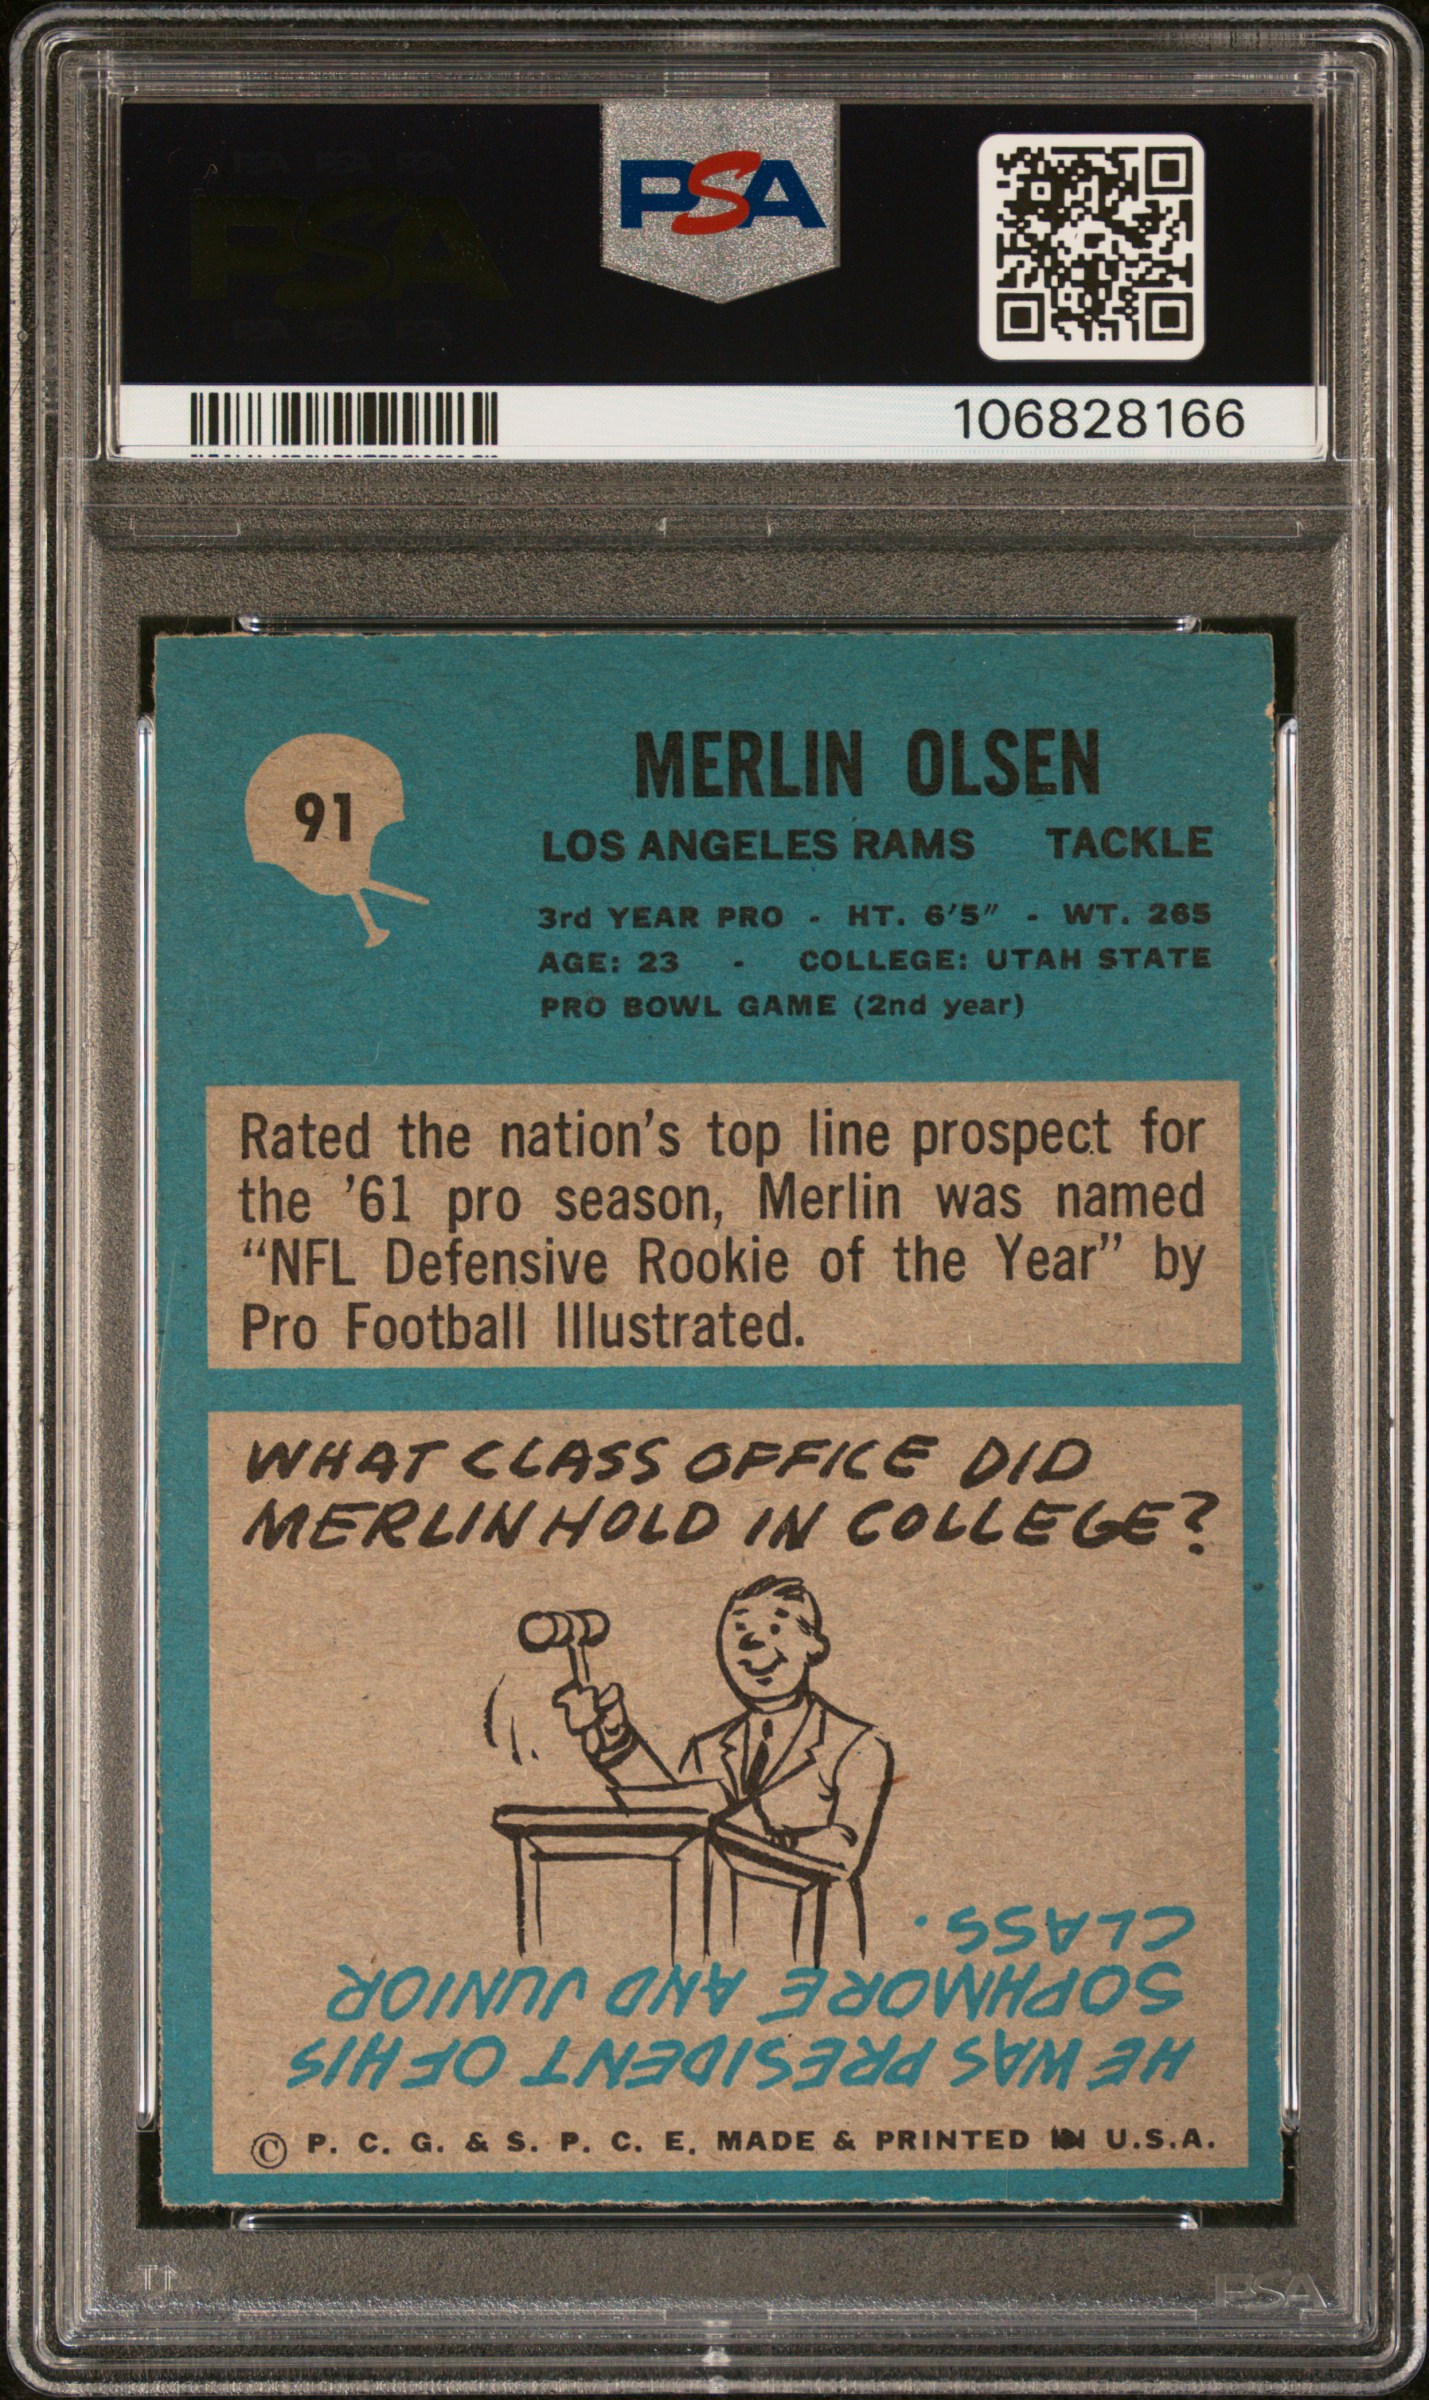 PSA
PSA
106828166
91
MERLIN OLSEN
LOS ANGELES RAMS TACKLE
3rd YEAR PRO - HT. 6'5" - WT. 265
AGE: 23 - COLLEGE: UTAH STATE
PRO BOWL GAME (2nd year)
Rated the nation's top line prospect for
the '61 pro season, Merlin was named
"NFL Defensive Rookie of the Year" by
Pro Football Illustrated.
WHAT CLASS OFFICE DID
MERLIN HOLD IN COLLEGE?
HE WAS PRESIDENT OF HIS
SOPHMORE AND JUNIOR
CLASS.
© P. C. G. & S. P. C. E. MADE & PRINTED IN U.S.A.
PSA